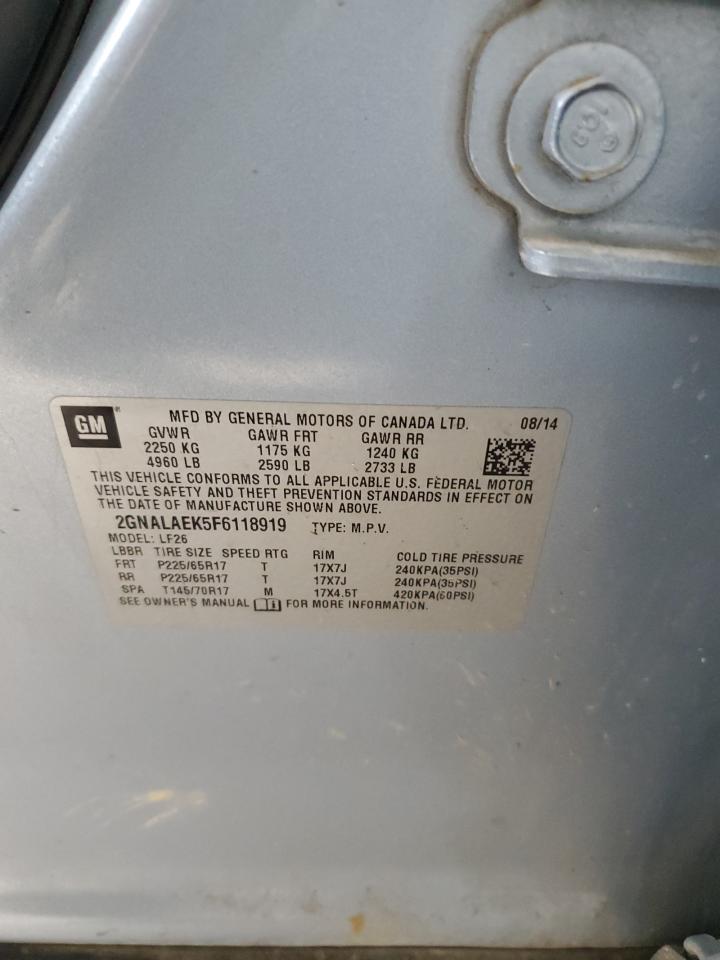 GM
MFD BY GENERAL MOTORS OF CANADA LTD. 08/14
GVWR GAWR FRT GAWR RR
2250 KG 1175 KG 1240 KG
4960 LB 2590 LB 2733 LB
THIS VEHICLE CONFORMS TO ALL APPLICABLE U.S. FEDERAL MOTOR
VEHICLE SAFETY AND THEFT PREVENTION STANDARDS IN EFFECT ON
THE DATE OF MANUFACTURE SHOWN ABOVE.
2GNALAEK5F6118919 TYPE: M.P.V.
MODEL: LF26
LBBR TIRE SIZE SPEED RTG RIM COLD TIRE PRESSURE
FRT P225/65R17 T 17X7J 240KPA(35PSI)
RR P225/65R17 T 17X7J 240KPA(35PSI)
SPA T145/70R17 M 17X4.5T 420KPA(60PSI)
SEE OWNER'S MANUAL FOR MORE INFORMATION.